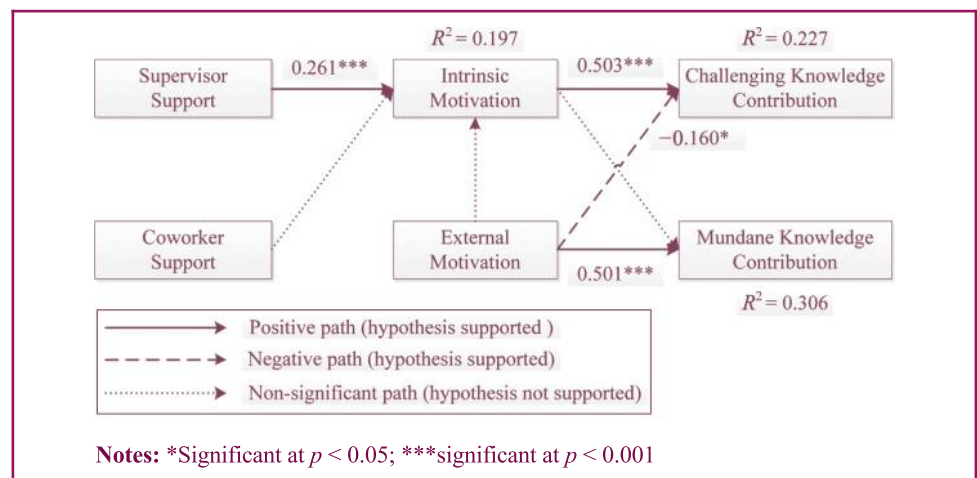 R² = 0.197
R² = 0.227
Supervisor
Support
0.261***
Intrinsic
Motivation
0.503***
Challenging Knowledge
Contribution
−0.160*
Coworker
Support
External
Motivation
0.501***
Mundane Knowledge
Contribution
R² = 0.306
Positive path (hypothesis supported )
Negative path (hypothesis supported)
Non-significant path (hypothesis not supported)
Notes: *Significant at p < 0.05; ***significant at p < 0.001